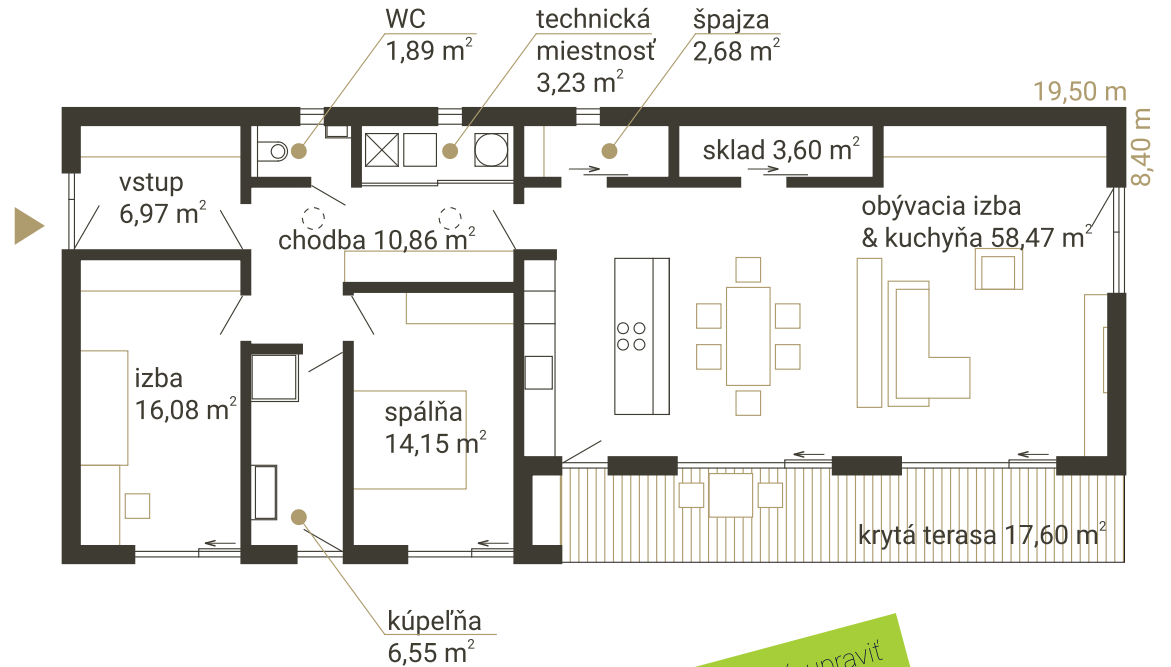 WC
1,89 m²
technická
miestnosť
3,23 m²
špajza
2,68 m²
19,50 m
8,40 m
sklad 3,60 m²
vstup
6,97 m²
obývacia izba
& kuchyňa 58,47 m²
chodba 10,86 m²
izba
16,08 m²
spálňa
14,15 m²
krytá terasa 17,60 m²
kúpeľňa
6,55 m²
upraviť